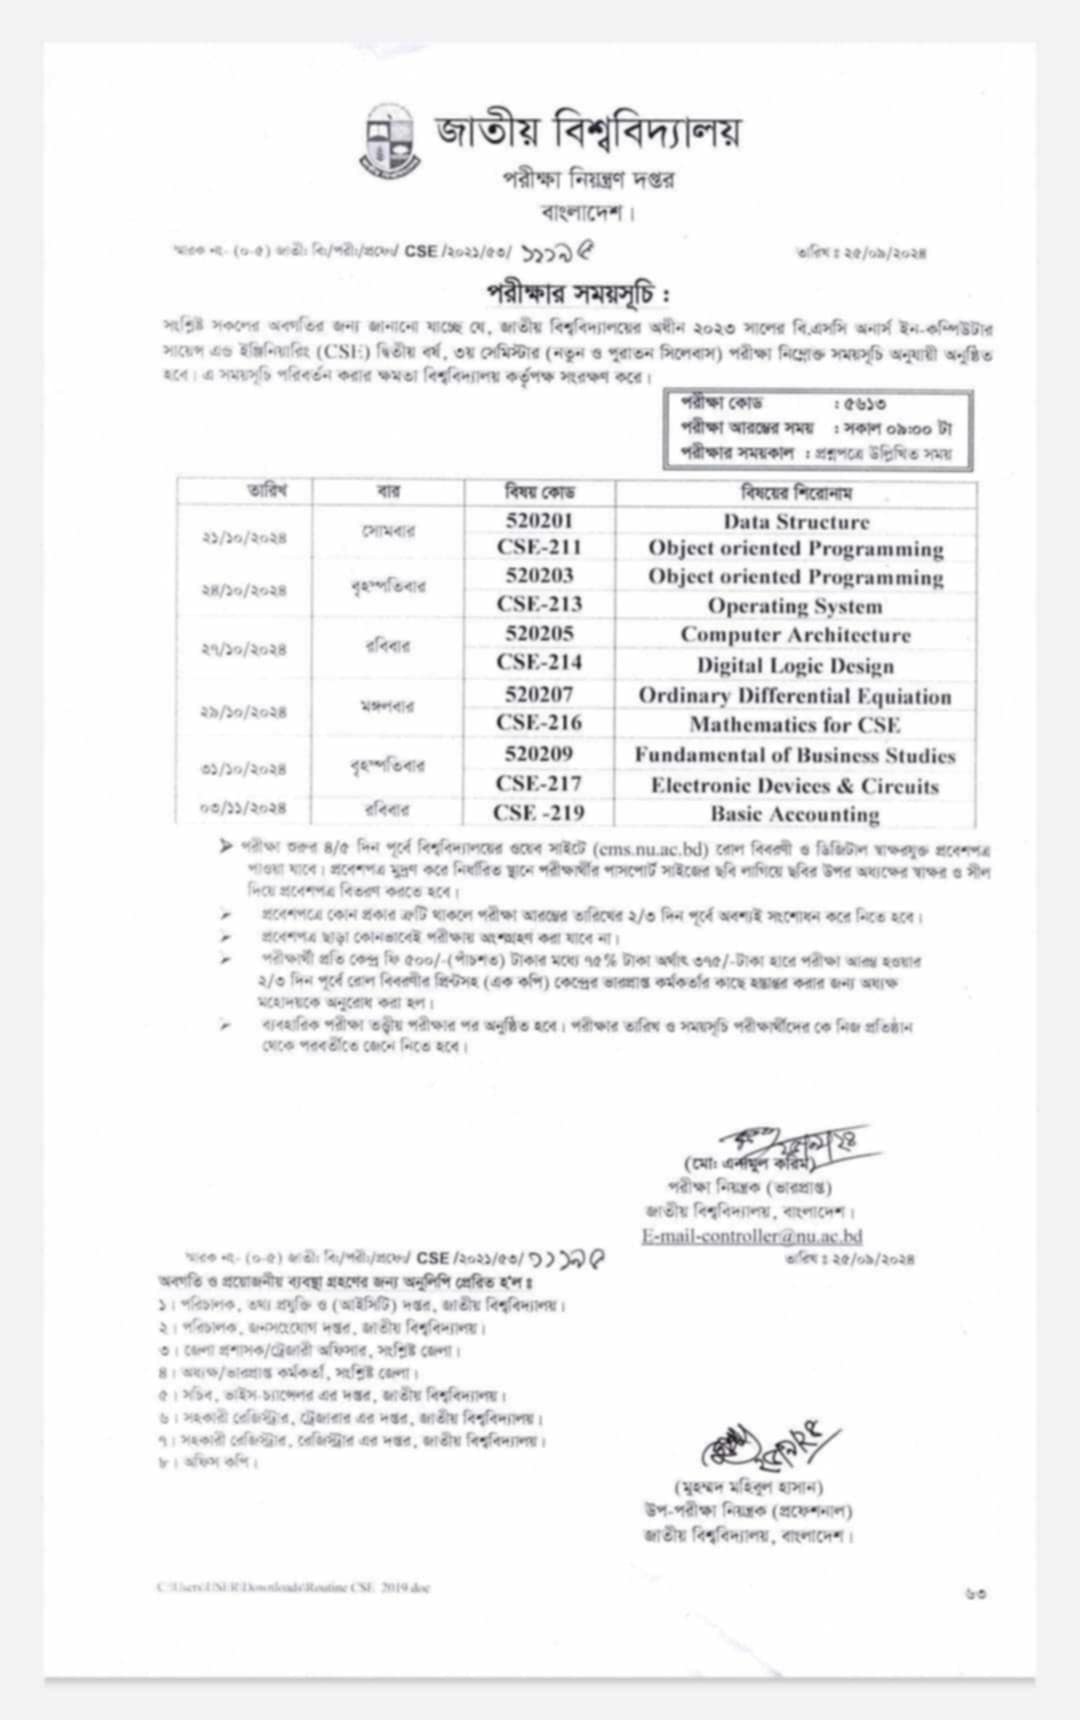 জাতীয় বিশ্ববিদ্যালয়
পরীক্ষা নিয়ন্ত্রণ দপ্তর
বাংলাদেশ।
স্মারক নং- (০-৫) জাতী: বি:/পরী:/প্রফে/ CSE /২০২১/৫৩/ ১১১৯৫ তারিখ : ২৫/০৯/২০২৪
পরীক্ষার সময়সূচি :
সংশ্লিষ্ট সকলের অবগতির জন্য জানানো যাচ্ছে যে, জাতীয় বিশ্ববিদ্যালয়ের অধীন ২০২৩ সালের বি.এসসি অনার্স ইন-কম্পিউটার
সায়েন্স এন্ড ইঞ্জিনিয়ারিং (CSE) দ্বিতীয় বর্ষ, ৩য় সেমিস্টার (নতুন ও পুরাতন সিলেবাস) পরীক্ষা নিম্নোক্ত সময়সূচি অনুযায়ী অনুষ্ঠিত
হবে। এ সময়সূচি পরিবর্তন করার ক্ষমতা বিশ্ববিদ্যালয় কর্তৃপক্ষ সংরক্ষণ করে।
পরীক্ষা কোড : ৫৬১৩
পরীক্ষা আরম্ভের সময় : সকাল ০৯:০০ টা
পরীক্ষার সময়কাল : প্রশ্নপত্রে উল্লিখিত সময়
তারিখ বার বিষয় কোড বিষয়ের শিরোনাম
২১/১০/২০২৪ সোমবার 520201 Data Structure
CSE-211 Object oriented Programming
২৪/১০/২০২৪ বৃহস্পতিবার 520203 Object oriented Programming
CSE-213 Operating System
২৭/১০/২০২৪ রবিবার 520205 Computer Architecture
CSE-214 Digital Logic Design
২৯/১০/২০২৪ মঙ্গলবার 520207 Ordinary Differential Equiation
CSE-216 Mathematics for CSE
৩১/১০/২০২৪ বৃহস্পতিবার 520209 Fundamental of Business Studies
CSE-217 Electronic Devices & Circuits
০৩/১১/২০২৪ রবিবার CSE -219 Basic Accounting
➤ পরীক্ষা শুরুর ৪/৫ দিন পূর্বে বিশ্ববিদ্যালয়ের ওয়েব সাইটে (cms.nu.ac.bd) রোল বিবরণী ও ডিজিটাল স্বাক্ষরযুক্ত প্রবেশপত্র
পাওয়া যাবে। প্রবেশপত্র মুদ্রণ করে নির্ধারিত স্থানে পরীক্ষার্থীর পাসপোর্ট সাইজের ছবি লাগিয়ে ছবির উপর অধ্যক্ষের স্বাক্ষর ও সীল
দিয়ে প্রবেশপত্র বিতরণ করতে হবে।
➤ প্রবেশপত্রে কোন প্রকার ত্রুটি থাকলে পরীক্ষা আরম্ভের তারিখের ২/৩ দিন পূর্বে অবশ্যই সংশোধন করে নিতে হবে।
➤ প্রবেশপত্র ছাড়া কোনভাবেই পরীক্ষায় অংশগ্রহণ করা যাবে না।
➤ পরীক্ষার্থী প্রতি কেন্দ্র ফি ৫০০/-(পাঁচশত) টাকার মধ্যে ৭৫% টাকা অর্থাৎ ৩৭৫/-টাকা হারে পরীক্ষা আরম্ভ হওয়ার
২/৩ দিন পূর্বে রোল বিবরণীর প্রিন্টসহ (এক কপি) কেন্দ্রের ভারপ্রাপ্ত কর্মকর্তার কাছে হস্তান্তর করার জন্য অধ্যক্ষ
মহোদয়কে অনুরোধ করা হল।
➤ ব্যবহারিক পরীক্ষা তত্ত্বীয় পরীক্ষার পর অনুষ্ঠিত হবে। পরীক্ষার তারিখ ও সময়সূচি পরীক্ষার্থীদের কে নিজ প্রতিষ্ঠান
থেকে পরবর্তীতে জেনে নিতে হবে।
২৫/৯/২৪
(মো: এনামুল করিম)
পরীক্ষা নিয়ন্ত্রক (ভারপ্রাপ্ত)
জাতীয় বিশ্ববিদ্যালয়, বাংলাদেশ।
E-mail-controller@nu.ac.bd
স্মারক নং- (০-৫) জাতী: বি:/পরী:/প্রফে/ CSE /২০২১/৫৩/ ১১১৯৫ তারিখ : ২৫/০৯/২০২৪
অবগতি ও প্রয়োজনীয় ব্যবস্থা গ্রহণের জন্য অনুলিপি প্রেরিত হ'ল :
১। পরিচালক, তথ্য প্রযুক্তি ও (আইসিটি) দপ্তর, জাতীয় বিশ্ববিদ্যালয়।
২। পরিচালক, জনসংযোগ দপ্তর, জাতীয় বিশ্ববিদ্যালয়।
৩। জেলা প্রশাসক/ট্রেজারী অফিসার, সংশ্লিষ্ট জেলা।
৪। অধ্যক্ষ/ভারপ্রাপ্ত কর্মকর্তা, সংশ্লিষ্ট জেলা।
৫। সচিব, ভাইস-চ্যান্সেলর এর দপ্তর, জাতীয় বিশ্ববিদ্যালয়।
৬। সহকারী রেজিস্ট্রার, ট্রেজারার এর দপ্তর, জাতীয় বিশ্ববিদ্যালয়।
৭। সহকারী রেজিস্ট্রার, রেজিস্ট্রার এর দপ্তর, জাতীয় বিশ্ববিদ্যালয়।
৮। অফিস কপি।
(মুহম্মদ মহিবুল হাসান)
উপ-পরীক্ষা নিয়ন্ত্রক (প্রফেশনাল)
জাতীয় বিশ্ববিদ্যালয়, বাংলাদেশ।
C:\Users\USER\Downloads\Routine CSE 2019.doc
৬৩